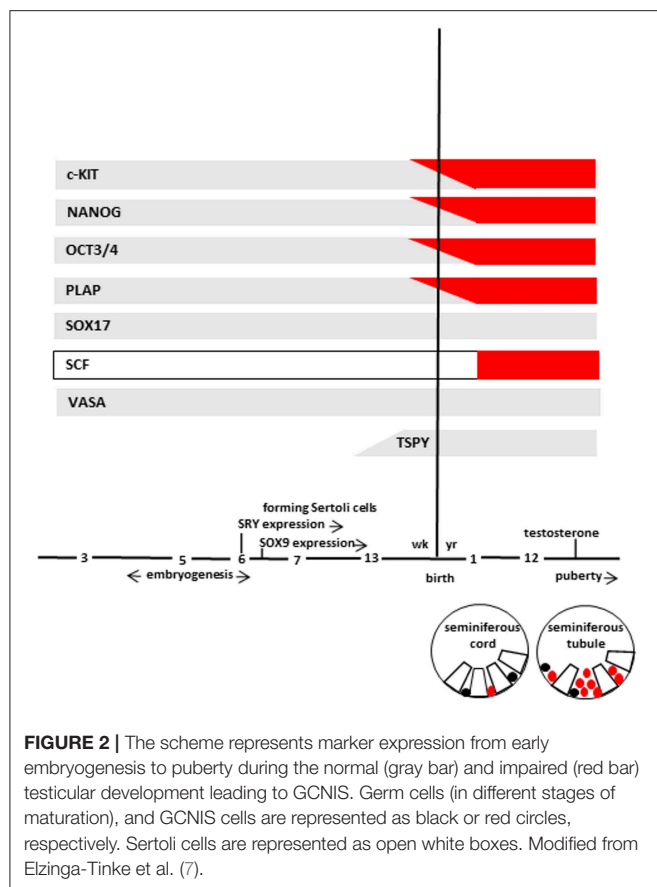 c-KIT
NANOG
OCT3/4
PLAP
SOX17
SCF
VASA
TSPY
forming Sertoli cells
SRY expression →
SOX9 expression→
wk yr
testosterone
3 5 6 7 13 1 12
← embryogenesis →
birth
puberty→
seminiferous cord
seminiferous tubule
FIGURE 2 | The scheme represents marker expression from early
embryogenesis to puberty during the normal (gray bar) and impaired (red bar)
testicular development leading to GCNIS. Germ cells (in different stages of
maturation), and GCNIS cells are represented as black or red circles,
respectively. Sertoli cells are represented as open white boxes. Modified from
Elzinga-Tinke et al. (7).